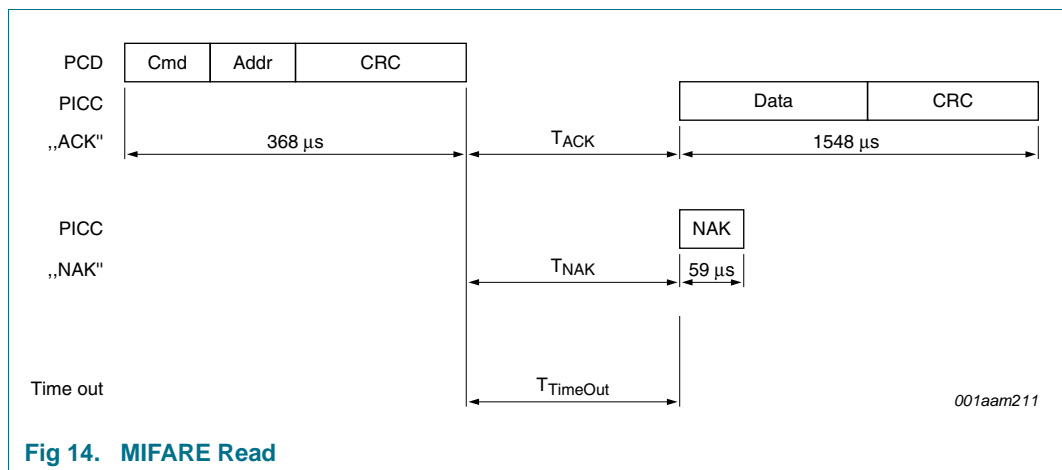 PCD Cmd Addr CRC
PICC Data CRC
,,ACK" 368 μs TACK 1548 μs
PICC NAK
,,NAK" TNAK 59 μs
Time out TTimeOut
001aam211
Fig 14. MIFARE Read